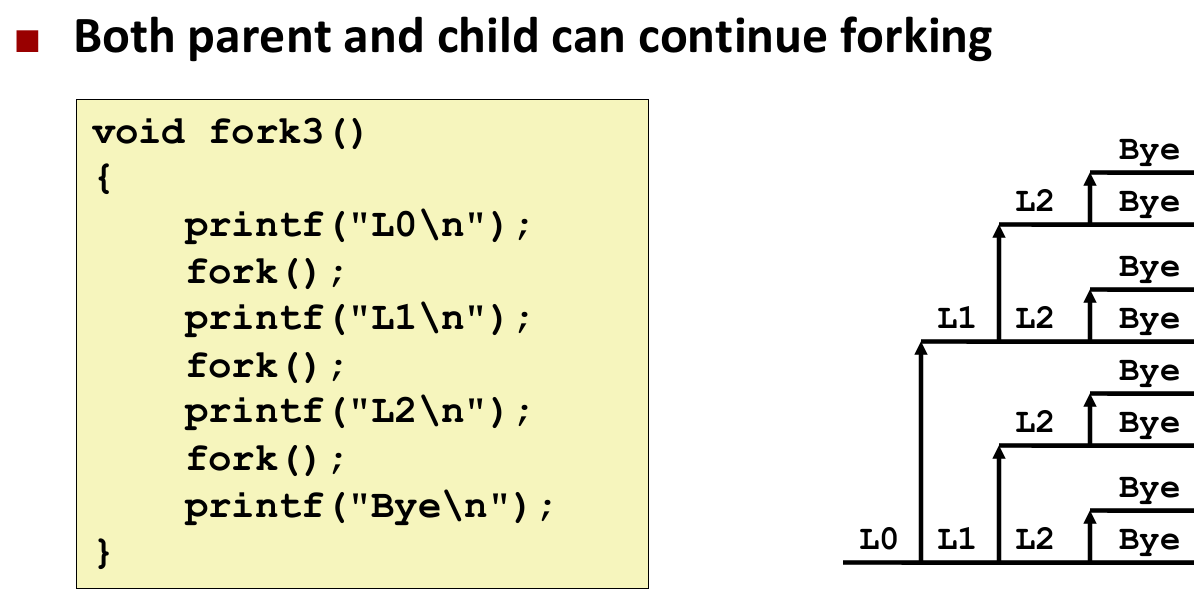 Both parent and child can continue forking
void fork3()
{
    printf("L0\n");
    fork();
    printf("L1\n");
    fork();
    printf("L2\n");
    fork();
    printf("Bye\n");
}
Bye
L2 Bye
Bye
L1 L2 Bye
Bye
L2 Bye
Bye
L0 L1 L2 Bye